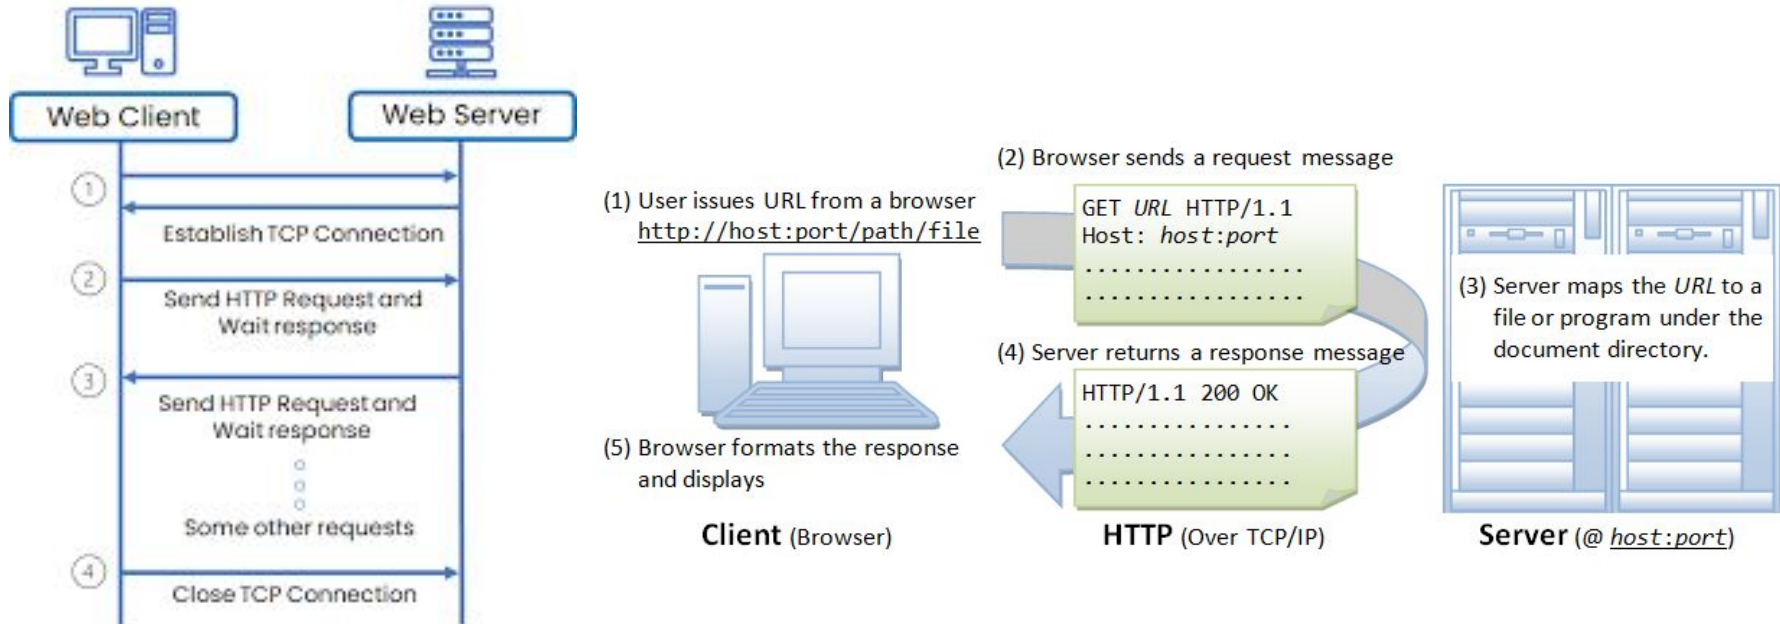 Web Client
Web Server
1
Establish TCP Connection
2
Send HTTP Request and
Wait response
3
Send HTTP Request and
Wait response
Some other requests
4
Close TCP Connection
(1) User issues URL from a browser
http://host:port/path/file
(2) Browser sends a request message
GET URL HTTP/1.1
Host: host:port
.................
.................
(3) Server maps the URL to a
file or program under the
document directory.
(4) Server returns a response message
HTTP/1.1 200 OK
................
................
................
(5) Browser formats the response
and displays
Client (Browser)
HTTP (Over TCP/IP)
Server (@ host:port)